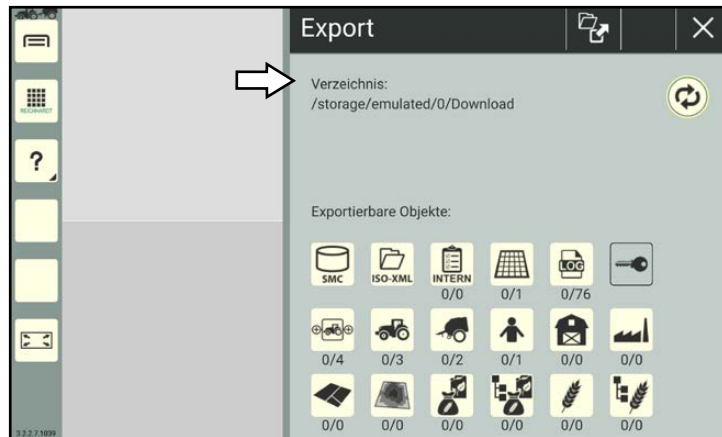 Export
REICHHARDT
?
Verzeichnis:
/storage/emulated/0/Download
Exportierbare Objekte:
SMC ISO-XML INTERN LOG
0/0 0/1 0/76
0/4 0/3 0/2 0/1 0/0 0/0
0/0 0/0 0/0 0/0 0/0 0/0
3.2.2.7.1039